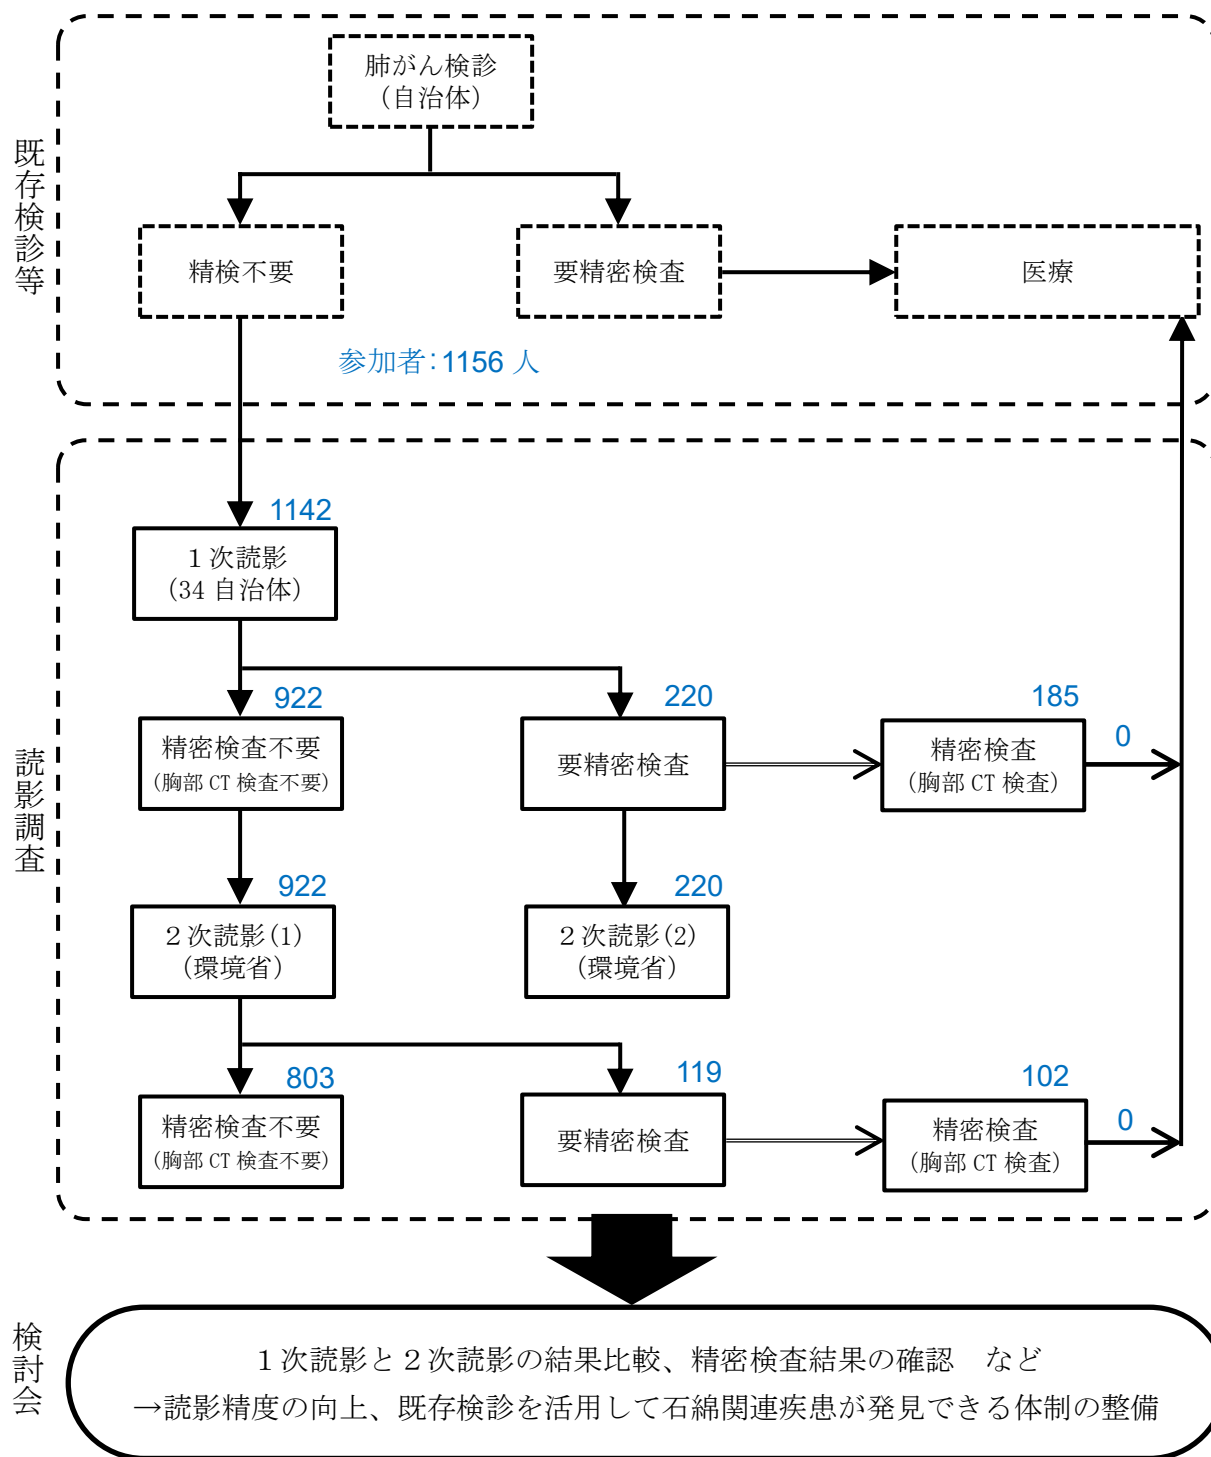 既存検診等
肺がん検診
(自治体)
精検不要
要精密検査
医療
参加者:1156 人
読影調査
1142
１次読影
(34 自治体)
922
精密検査不要
(胸部 CT 検査不要)
220
要精密検査
185
精密検査
(胸部 CT 検査)
0
922
２次読影(1)
(環境省)
220
２次読影(2)
(環境省)
803
精密検査不要
(胸部 CT 検査不要)
119
要精密検査
102
精密検査
(胸部 CT 検査)
0
検討会
１次読影と２次読影の結果比較、精密検査結果の確認　など
→読影精度の向上、既存検診を活用して石綿関連疾患が発見できる体制の整備